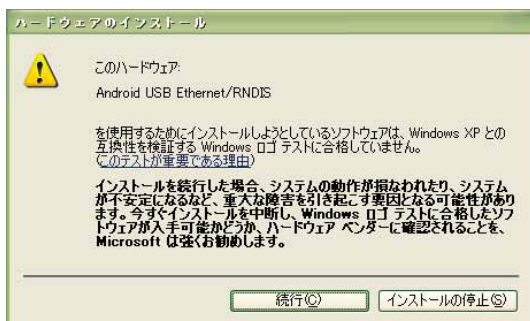 ハードウェアのインストール
このハードウェア:
Android USB Ethernet/RNDIS
を使用するためにインストールしようとしているソフトウェアは、Windows XP との
互換性を検証する Windows ロゴ テストに合格していません。
(このテストが重要である理由)
インストールを続行した場合、システムの動作が損なわれたり、システム
が不安定になるなど、重大な障害を引き起こす要因となる可能性があり
ます。今すぐインストールを中断し、Windows ロゴ テストに合格したソフ
トウェアが入手可能かどうか、ハードウェア ベンダーに確認されることを、
Microsoft は強くお勧めします。
続行(C)
インストールの停止(S)